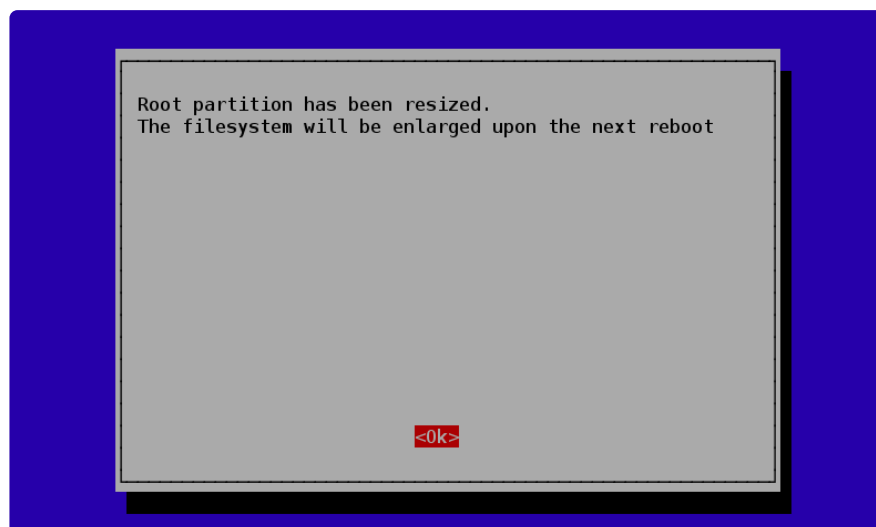 Root partition has been resized.
The filesystem will be enlarged upon the next reboot
<Ok>